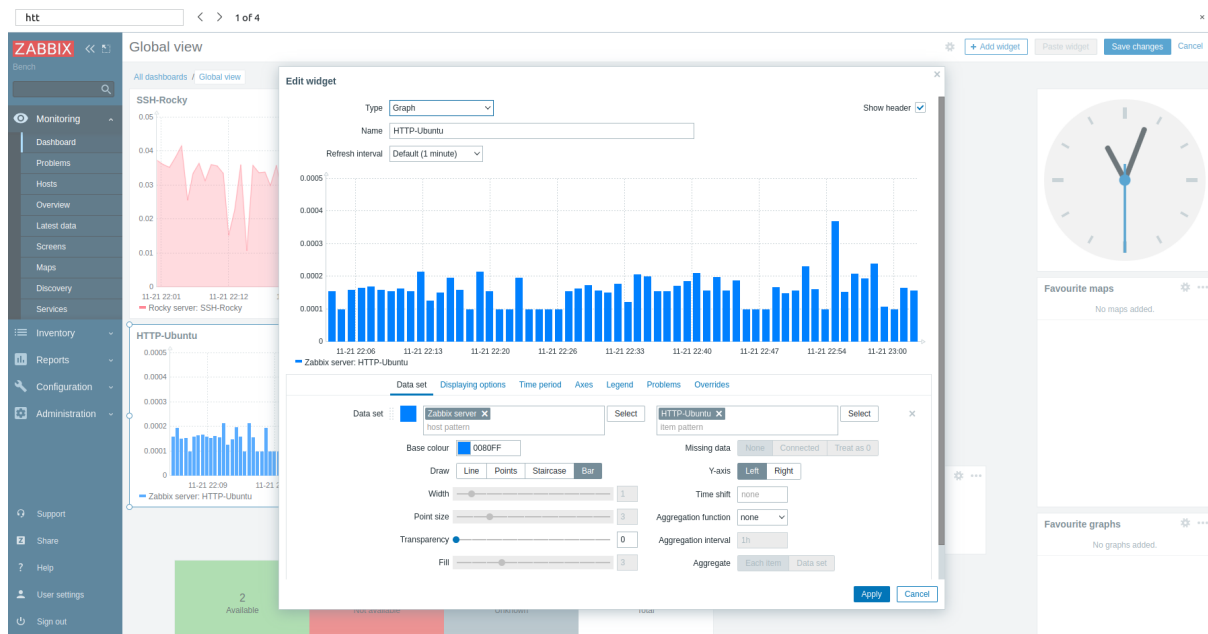 htt
1 of 4
×
ZABBIX
Bench
Monitoring
Dashboard
Problems
Hosts
Overview
Latest data
Screens
Maps
Discovery
Services
Inventory
Reports
Configuration
Administration
Support
Share
Help
User settings
Sign out
Global view
+ Add widget
Paste widget
Save changes
Cancel
All dashboards / Global view
SSH-Rocky
0.05
0.04
0.03
0.02
0.01
0
11-21 22:01
11-21 22:12
Rocky server: SSH-Rocky
HTTP-Ubuntu
0.0005
0.0004
0.0003
0.0002
0.0001
0
11-21 22:09
Zabbix server: HTTP-Ubuntu
2
Available
Not available
Unknown
Total
Edit widget
Type
Graph
Show header
Name
HTTP-Ubuntu
Refresh interval
Default (1 minute)
0.0005
0.0004
0.0003
0.0002
0.0001
0
11-21 22:06
11-21 22:13
11-21 22:20
11-21 22:26
11-21 22:33
11-21 22:40
11-21 22:47
11-21 22:54
11-21 23:00
Zabbix server: HTTP-Ubuntu
Data set
Displaying options
Time period
Axes
Legend
Problems
Overrides
Data set
Zabbix server
host pattern
Select
HTTP-Ubuntu
item pattern
Select
Base colour
0080FF
Missing data
None
Connected
Treat as 0
Draw
Line
Points
Staircase
Bar
Y-axis
Left
Right
Width
1
Time shift
none
Point size
3
Aggregation function
none
Transparency
0
Aggregation interval
1h
Fill
3
Aggregate
Each item
Data set
Apply
Cancel
Favourite maps
No maps added.
Favourite graphs
No graphs added.